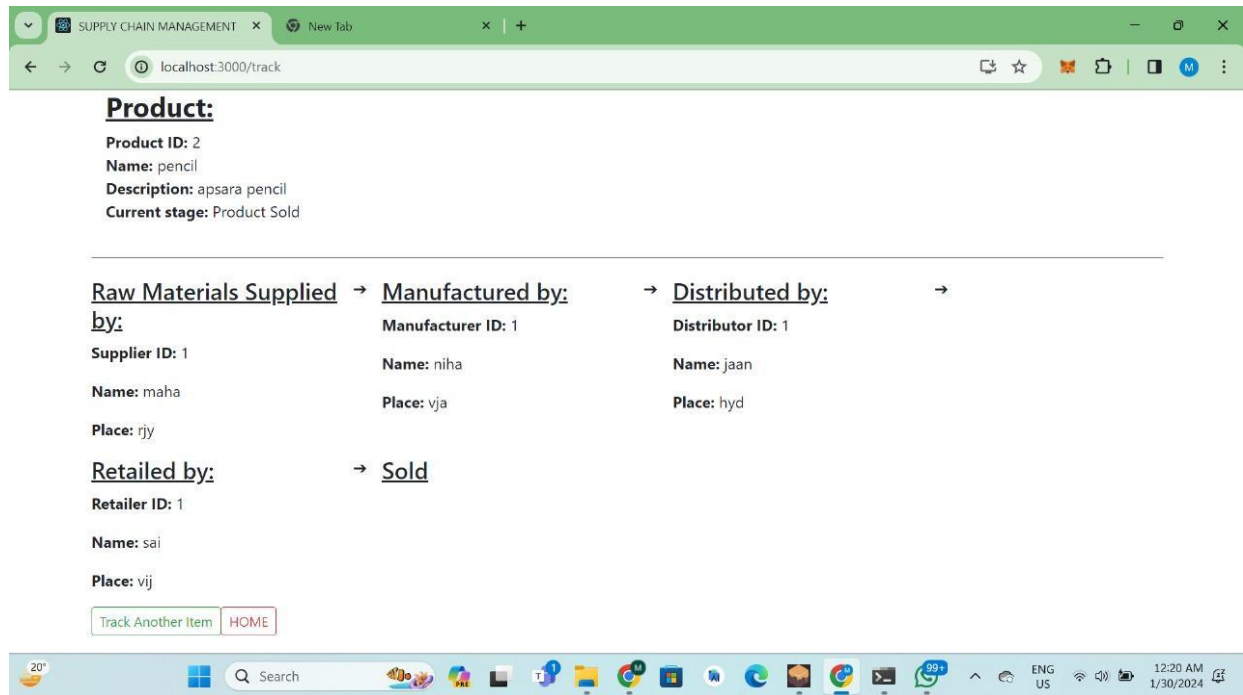 SUPPLY CHAIN MANAGEMENT
New Tab
localhost:3000/track
M
Product:
Product ID: 2
Name: pencil
Description: apsara pencil
Current stage: Product Sold
Raw Materials Supplied by:
Supplier ID: 1
Name: maha
Place: rjy
→
Manufactured by:
Manufacturer ID: 1
Name: niha
Place: vja
→
Distributed by:
Distributor ID: 1
Name: jaan
Place: hyd
→
Retailed by:
Retailer ID: 1
Name: sai
Place: vij
→
Sold
Track Another Item HOME
20°
Search
PRE
T
1
M
99+
ENG
US
12:20 AM
1/30/2024